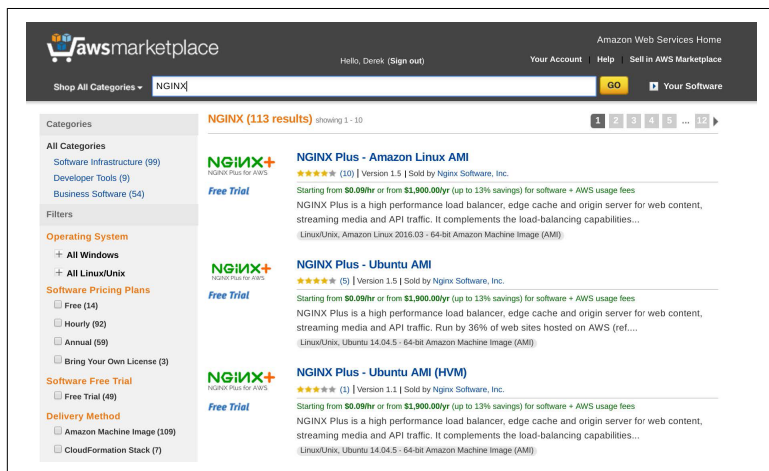 awsmarketplace
Amazon Web Services Home
Hello, Derek (Sign out)
Your Account | Help | Sell in AWS Marketplace
Shop All Categories
NGINX
GO
Your Software
Categories
All Categories
Software Infrastructure (99)
Developer Tools (9)
Business Software (54)
Filters
Operating System
+ All Windows
+ All Linux/Unix
Software Pricing Plans
Free (14)
Hourly (92)
Annual (59)
Bring Your Own License (3)
Software Free Trial
Free Trial (49)
Delivery Method
Amazon Machine Image (109)
CloudFormation Stack (7)
NGINX (113 results) showing 1 - 10
1 2 3 4 5 ... 12
NGINX+
NGINX Plus for AWS
Free Trial
NGINX Plus - Amazon Linux AMI
(10) | Version 1.5 | Sold by Nginx Software, Inc.
Starting from $0.09/hr or from $1,900.00/yr (up to 13% savings) for software + AWS usage fees
NGINX Plus is a high performance load balancer, edge cache and origin server for web content,
streaming media and API traffic. It complements the load-balancing capabilities...
Linux/Unix, Amazon Linux 2016.03 - 64-bit Amazon Machine Image (AMI)
NGINX+
NGINX Plus for AWS
Free Trial
NGINX Plus - Ubuntu AMI
(5) | Version 1.5 | Sold by Nginx Software, Inc.
Starting from $0.09/hr or from $1,900.00/yr (up to 13% savings) for software + AWS usage fees
NGINX Plus is a high performance load balancer, edge cache and origin server for web content,
streaming media and API traffic. Run by 36% of web sites hosted on AWS (ref....
Linux/Unix, Ubuntu 14.04.5 - 64-bit Amazon Machine Image (AMI)
NGINX+
NGINX Plus for AWS
Free Trial
NGINX Plus - Ubuntu AMI (HVM)
(1) | Version 1.1 | Sold by Nginx Software, Inc.
Starting from $0.09/hr or from $1,900.00/yr (up to 13% savings) for software + AWS usage fees
NGINX Plus is a high performance load balancer, edge cache and origin server for web content,
streaming media and API traffic. It complements the load-balancing capabilities....
Linux/Unix, Ubuntu 14.04.5 - 64-bit Amazon Machine Image (AMI)